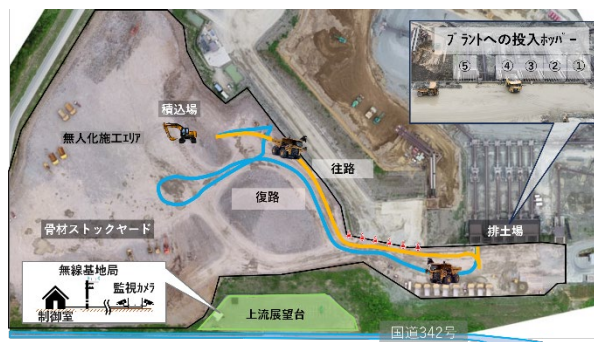 プラントへの投入ホッパー
⑤ ④ ③ ② ①
積込場
無人化施工エリア
往路
復路
骨材ストックヤード
排土場
無線基地局
監視カメラ
制御室
上流展望台
国道342号